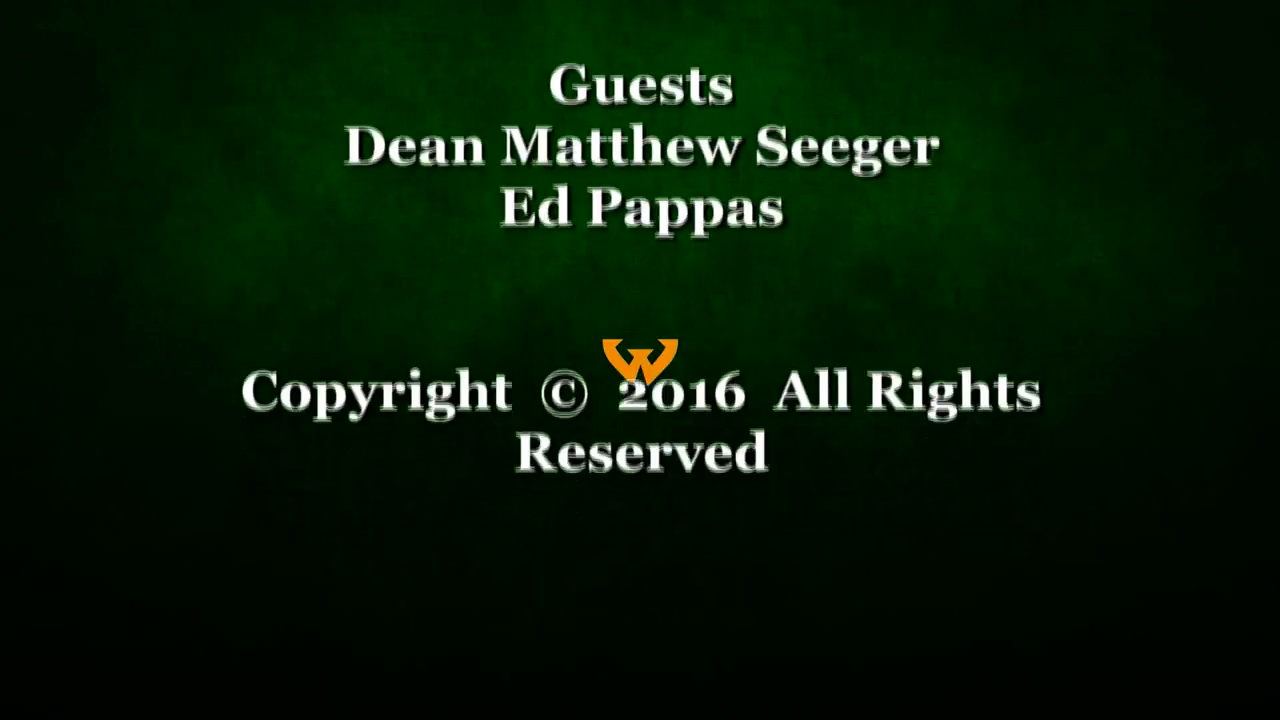 Guests
Dean Matthew Seeger
Ed Pappas
W
Copyright © 2016 All Rights
Reserved